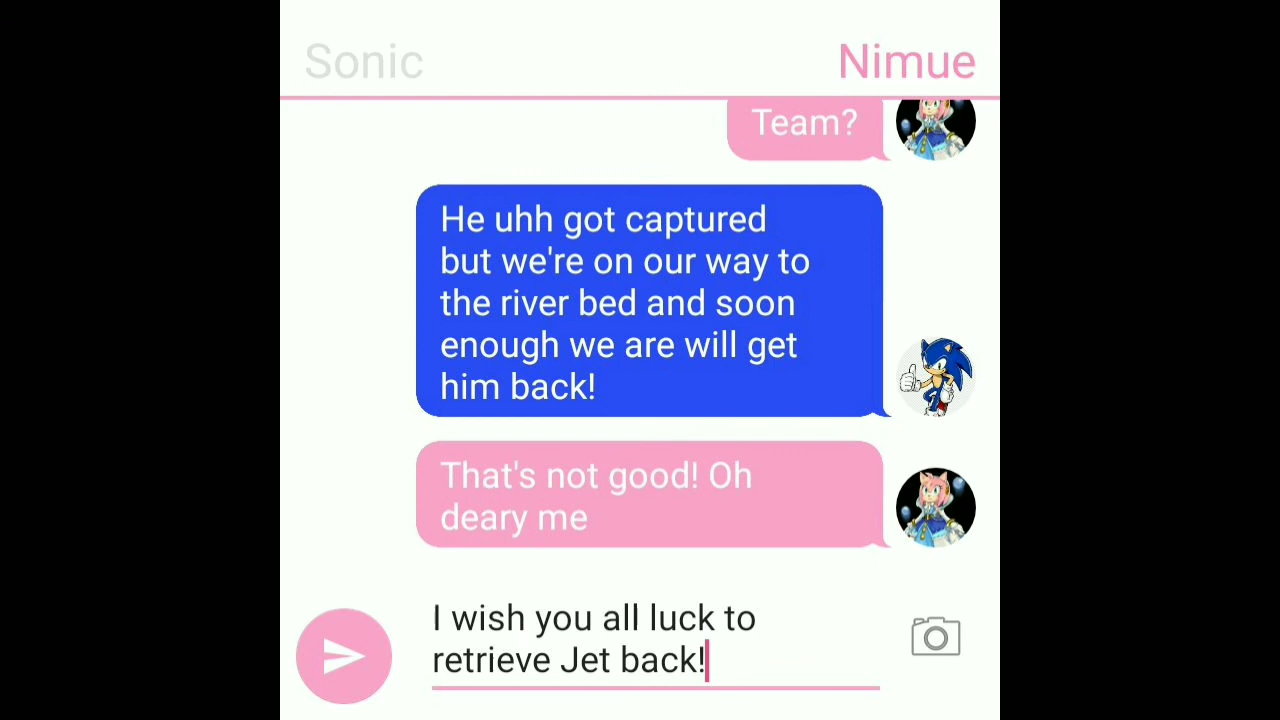 Sonic
Nimue
Team?
He uhh got captured
but we're on our way to
the river bed and soon
enough we are will get
him back!
That's not good! Oh
deary me
I wish you all luck to
retrieve Jet back!